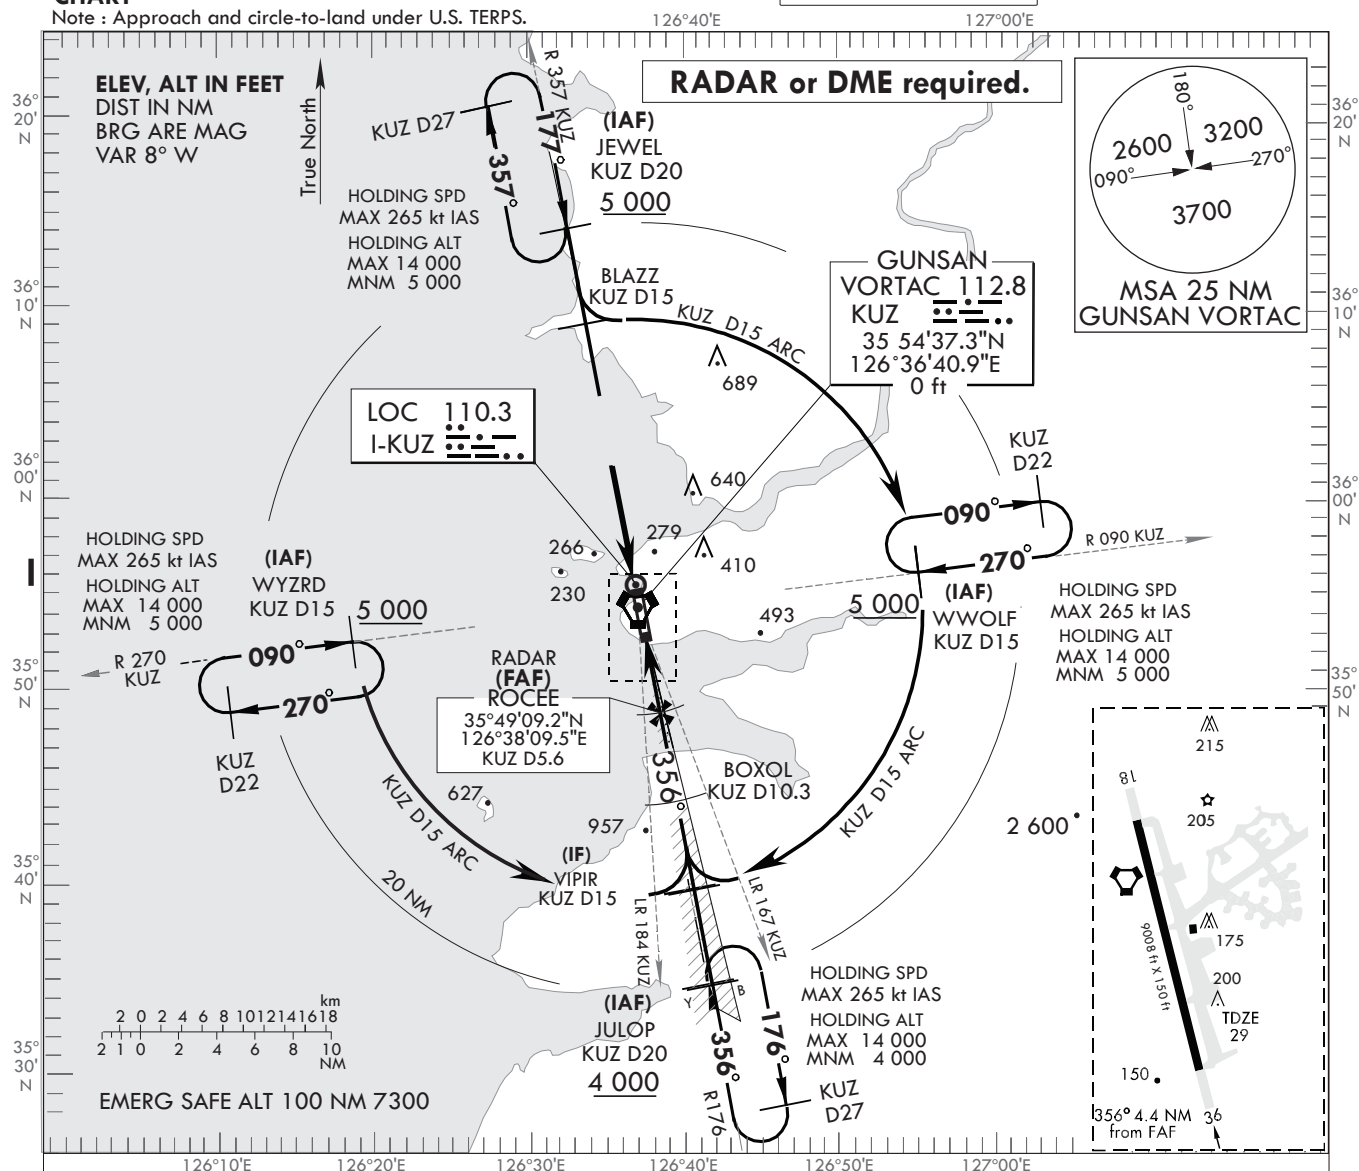 Note : Approach and circle-to-land under U.S. TERPS.
126°40'E
127°00'E
ELEV, ALT IN FEET
DIST IN NM
BRG ARE MAG
VAR 8° W
True North
RADAR or DME required.
36°
20'
N
36°
20'
N
KUZ D27
R 357 KUZ
177°
357°
(IAF)
JEWEL
KUZ D20
5 000
HOLDING SPD
MAX 265 kt IAS
HOLDING ALT
MAX 14 000
MNM 5 000
180°
2600
3200
270°
090°
3700
MSA 25 NM
GUNSAN VORTAC
36°
10'
N
36°
10'
N
BLAZZ
KUZ D15
KUZ D15 ARC
689
GUNSAN
VORTAC 112.8
KUZ
35 54'37.3"N
126°36'40.9"E
0 ft
LOC 110.3
I-KUZ
36°
00'
N
36°
00'
N
KUZ
D22
640
279
266
410
230
493
090°
270°
R 090 KUZ
(IAF)
WWOLF
KUZ D15
5 000
HOLDING SPD
MAX 265 kt IAS
HOLDING ALT
MAX 14 000
MNM 5 000
HOLDING SPD
MAX 265 kt IAS
HOLDING ALT
MAX 14 000
MNM 5 000
(IAF)
WYZRD
KUZ D15
5 000
R 270
KUZ
090°
270°
KUZ
D22
35°
50'
N
35°
50'
N
RADAR
(FAF)
ROCEE
35°49'09.2"N
126°38'09.5"E
KUZ D5.6
356°
BOXOL
KUZ D10.3
KUZ D15 ARC
KUZ D15 ARC
627
957
2 600
20 NM
35°
40'
N
(IF)
VIPIR
KUZ D15
LR 184 KUZ
LR 167 KUZ
Y
B
(IAF)
JULOP
KUZ D20
4 000
356°
176°
R176
KUZ
D27
HOLDING SPD
MAX 265 kt IAS
HOLDING ALT
MAX 14 000
MNM 4 000
35°
30'
N
km
2 0 2 4 6 8 10 12 14 16 18
2 1 0 2 4 6 8 10
NM
EMERG SAFE ALT 100 NM 7300
215
18
205
9008 ft X 150 ft
175
200
TDZE
29
150
356° 4.4 NM
from FAF
36
126°10'E
126°20'E
126°30'E
126°40'E
126°50'E
127°00'E